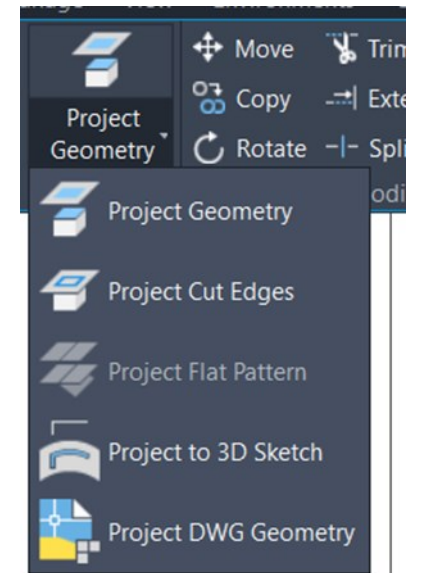 Project
Geometry
Move
Copy
Rotate
Project Geometry
Project Cut Edges
Project Flat Pattern
Project to 3D Sketch
Project DWG Geometry